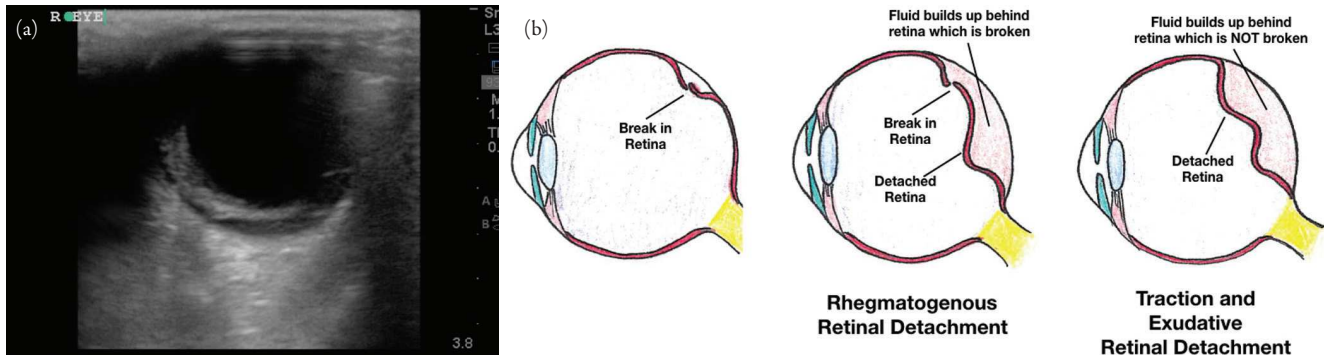 (a)
R EYE
L3
A
B
3.8
(b)
Break in
Retina
Fluid builds up behind
retina which is broken
Break in
Retina
Detached
Retina
Rhegmatogenous
Retinal Detachment
Fluid builds up behind
retina which is NOT broken
Detached
Retina
Traction and
Exudative
Retinal Detachment